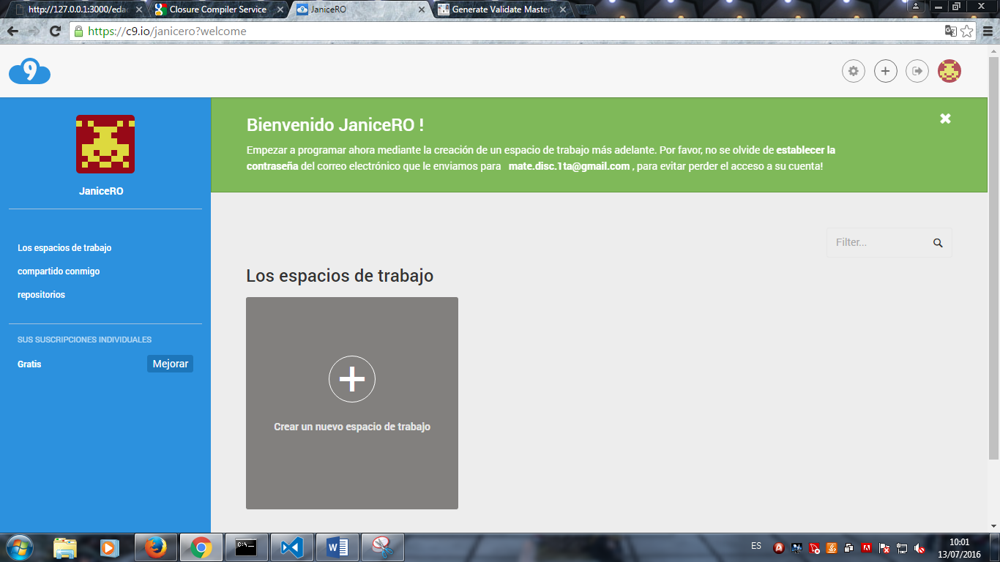 http://127.0.0.1:3000/edac
Closure Compiler Service
JaniceRO
Generate Validate Master
https://c9.io/janicero?welcome
9
JaniceRO
Los espacios de trabajo
compartido conmigo
repositorios
SUS SUSCRIPCIONES INDIVIDUALES
Gratis
Mejorar
Bienvenido JaniceRO !
Empezar a programar ahora mediante la creación de un espacio de trabajo más adelante. Por favor, no se olvide de establecer la
contraseña del correo electrónico que le enviamos para mate.disc.1ta@gmail.com , para evitar perder el acceso a su cuenta!
Filter...
Los espacios de trabajo
Crear un nuevo espacio de trabajo
ES
10:01
13/07/2016